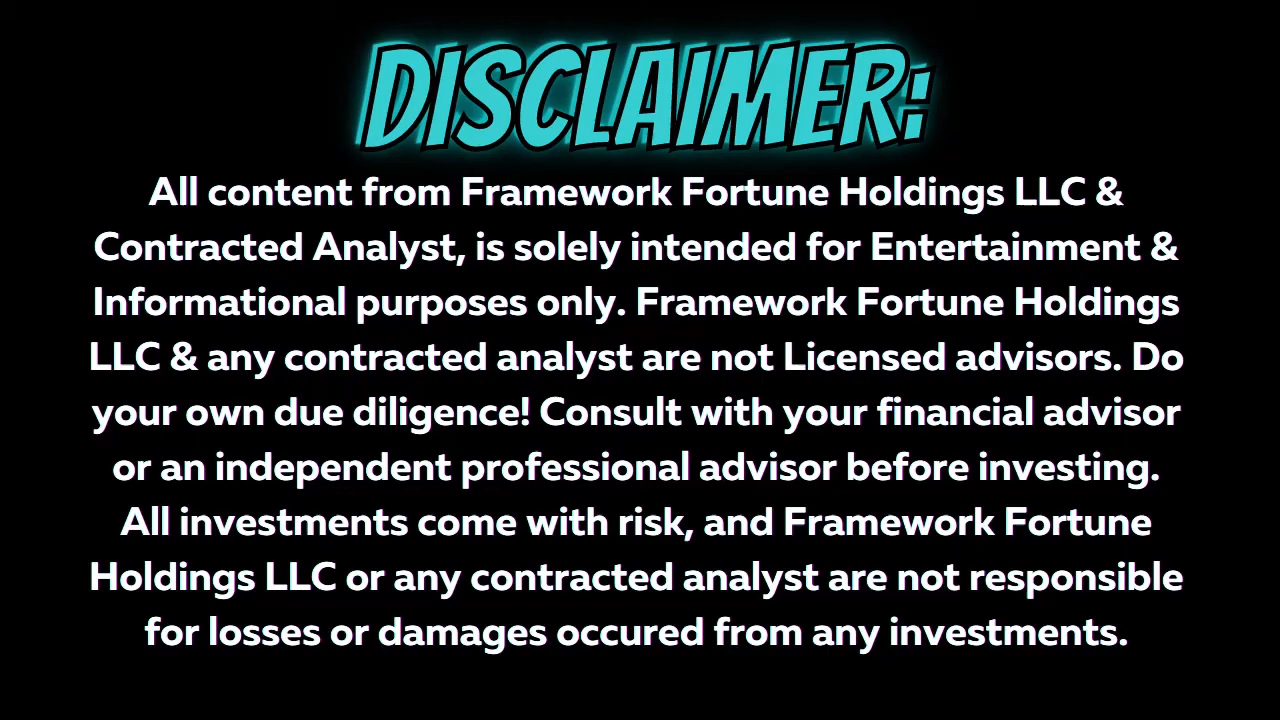 DISCLAIMER:
All content from Framework Fortune Holdings LLC &
Contracted Analyst, is solely intended for Entertainment &
Informational purposes only. Framework Fortune Holdings
LLC & any contracted analyst are not Licensed advisors. Do
your own due diligence! Consult with your financial advisor
or an independent professional advisor before investing.
All investments come with risk, and Framework Fortune
Holdings LLC or any contracted analyst are not responsible
for losses or damages occured from any investments.